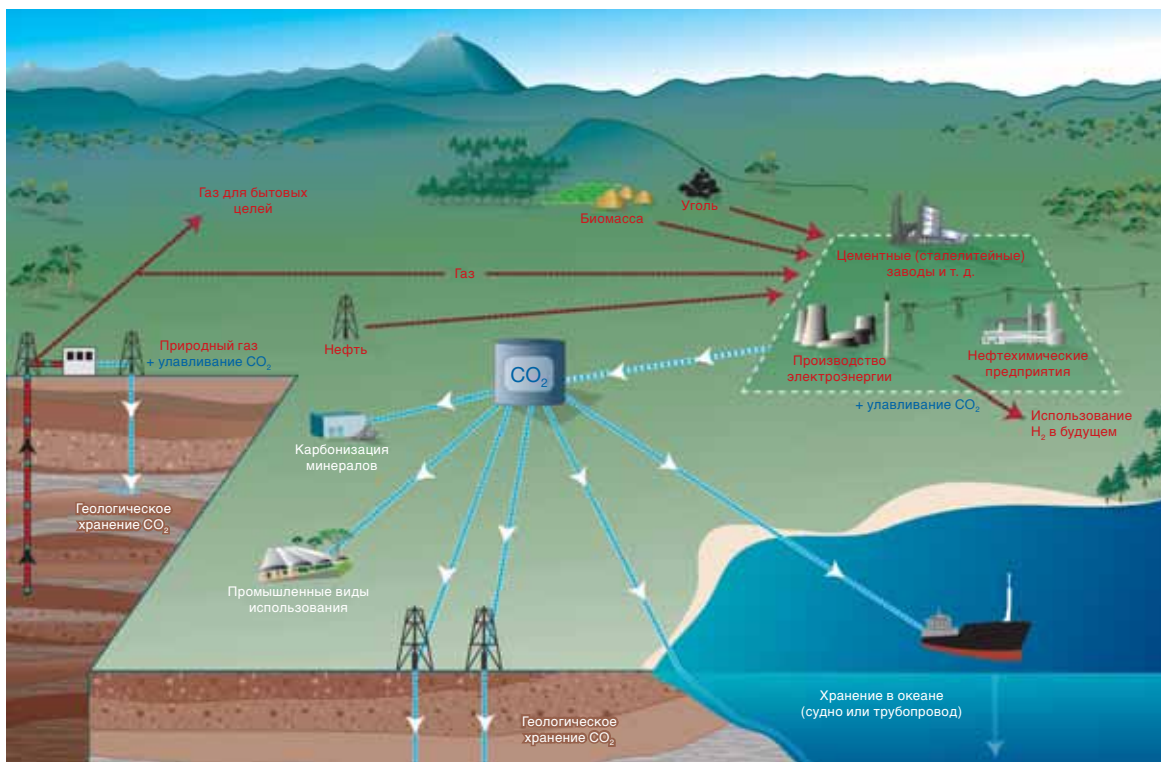 Газ для бытовых
целей
Уголь
Биомасса
Цементные (сталелитейные)
заводы и т. д.
Газ
Природный газ
+ улавливание CO₂
Нефть
CO₂
Производство
электроэнергии
Нефтехимические
предприятия
+ улавливание CO₂
Использование
H₂ в будущем
Карбонизация
минералов
Геологическое
хранение CO₂
Промышленные виды
использования
Хранение в океане
(судно или трубопровод)
Геологическое
хранение CO₂